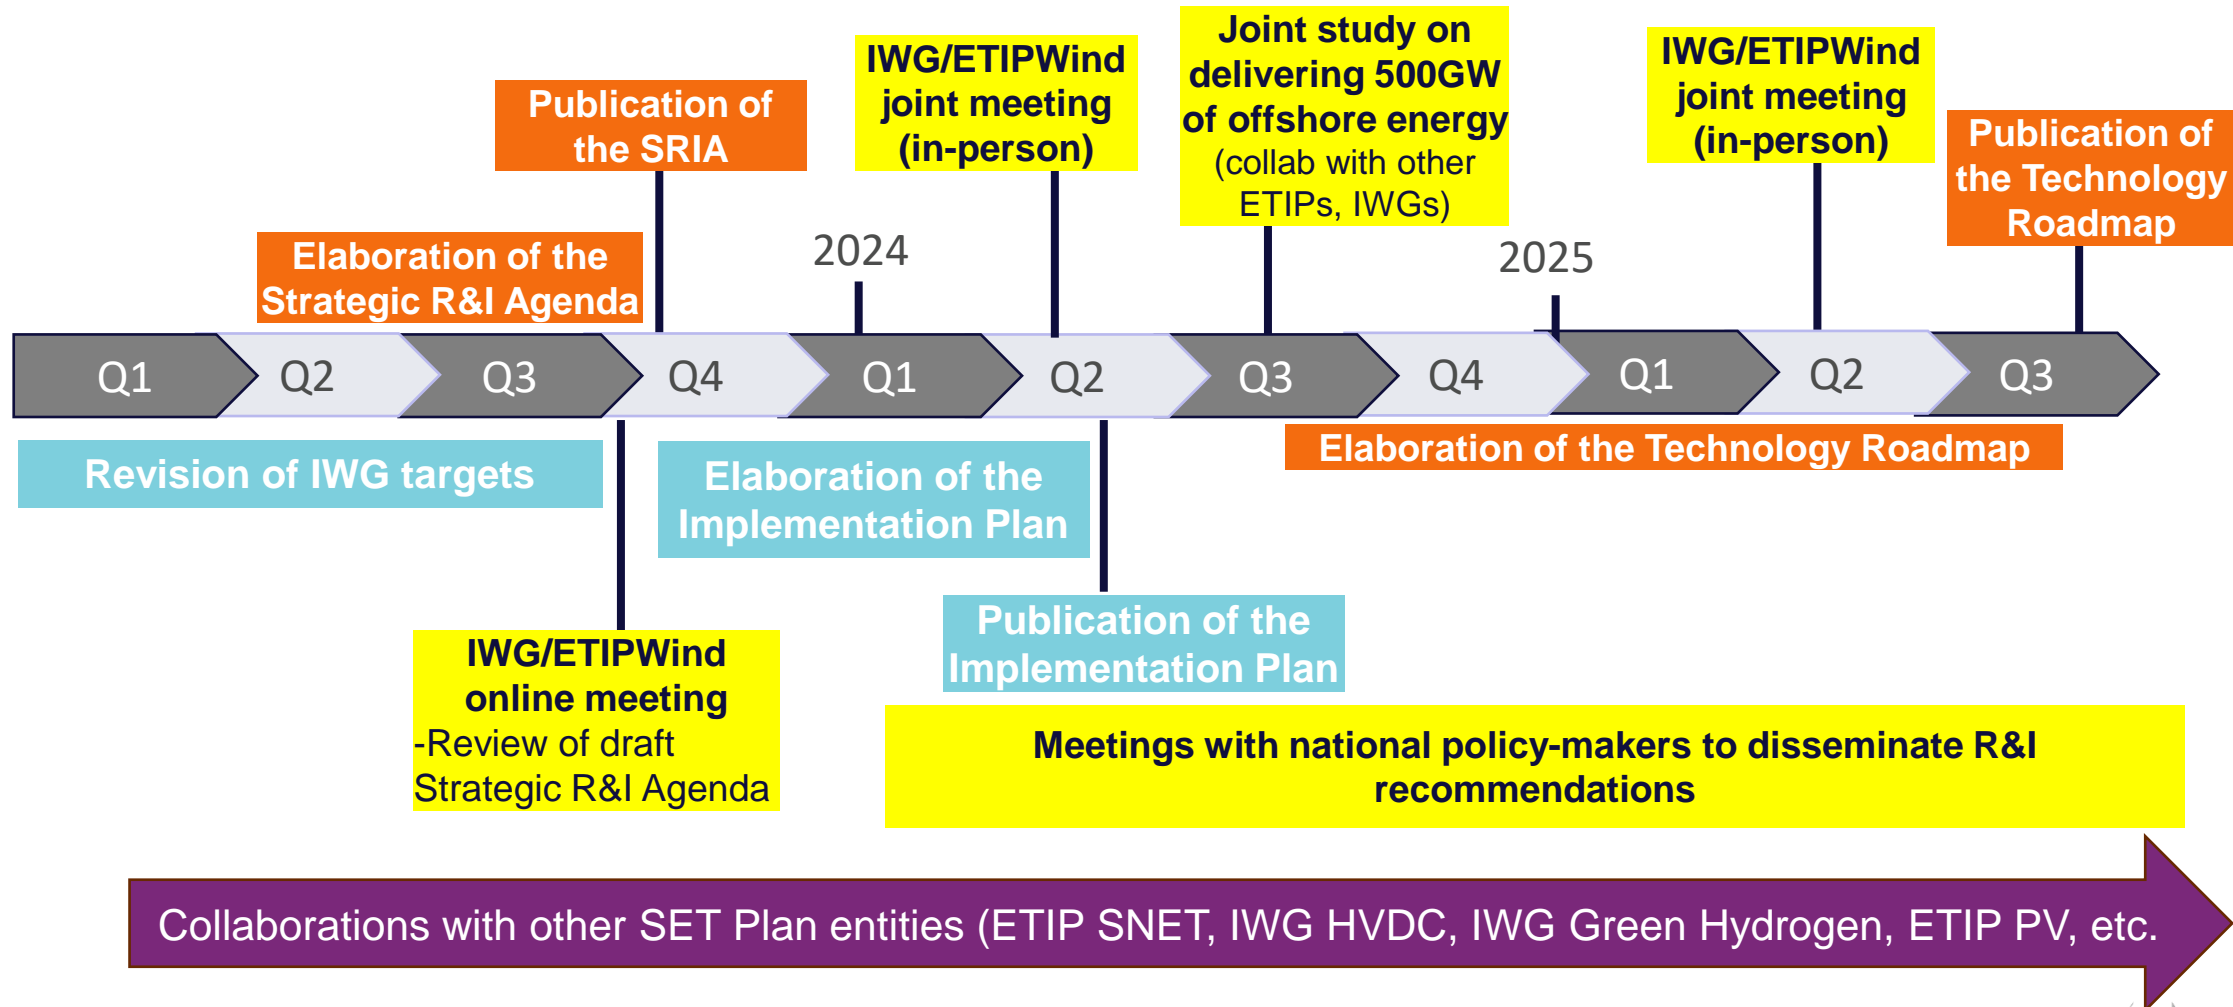 Publication of
the SRIA
IWG/ETIPWind
joint meeting
(in-person)
Joint study on
delivering 500GW
of offshore energy
(collab with other
ETIPs, IWGs)
IWG/ETIPWind
joint meeting
(in-person)
Publication of
the Technology
Roadmap
Elaboration of the
Strategic R&I Agenda
2024
2025
Q1
Q2
Q3
Q4
Q1
Q2
Q3
Q4
Q1
Q2
Q3
Revision of IWG targets
Elaboration of the
Implementation Plan
Elaboration of the Technology Roadmap
Publication of the
Implementation Plan
IWG/ETIPWind
online meeting
-Review of draft
Strategic R&I Agenda
Meetings with national policy-makers to disseminate R&I
recommendations
Collaborations with other SET Plan entities (ETIP SNET, IWG HVDC, IWG Green Hydrogen, ETIP PV, etc.